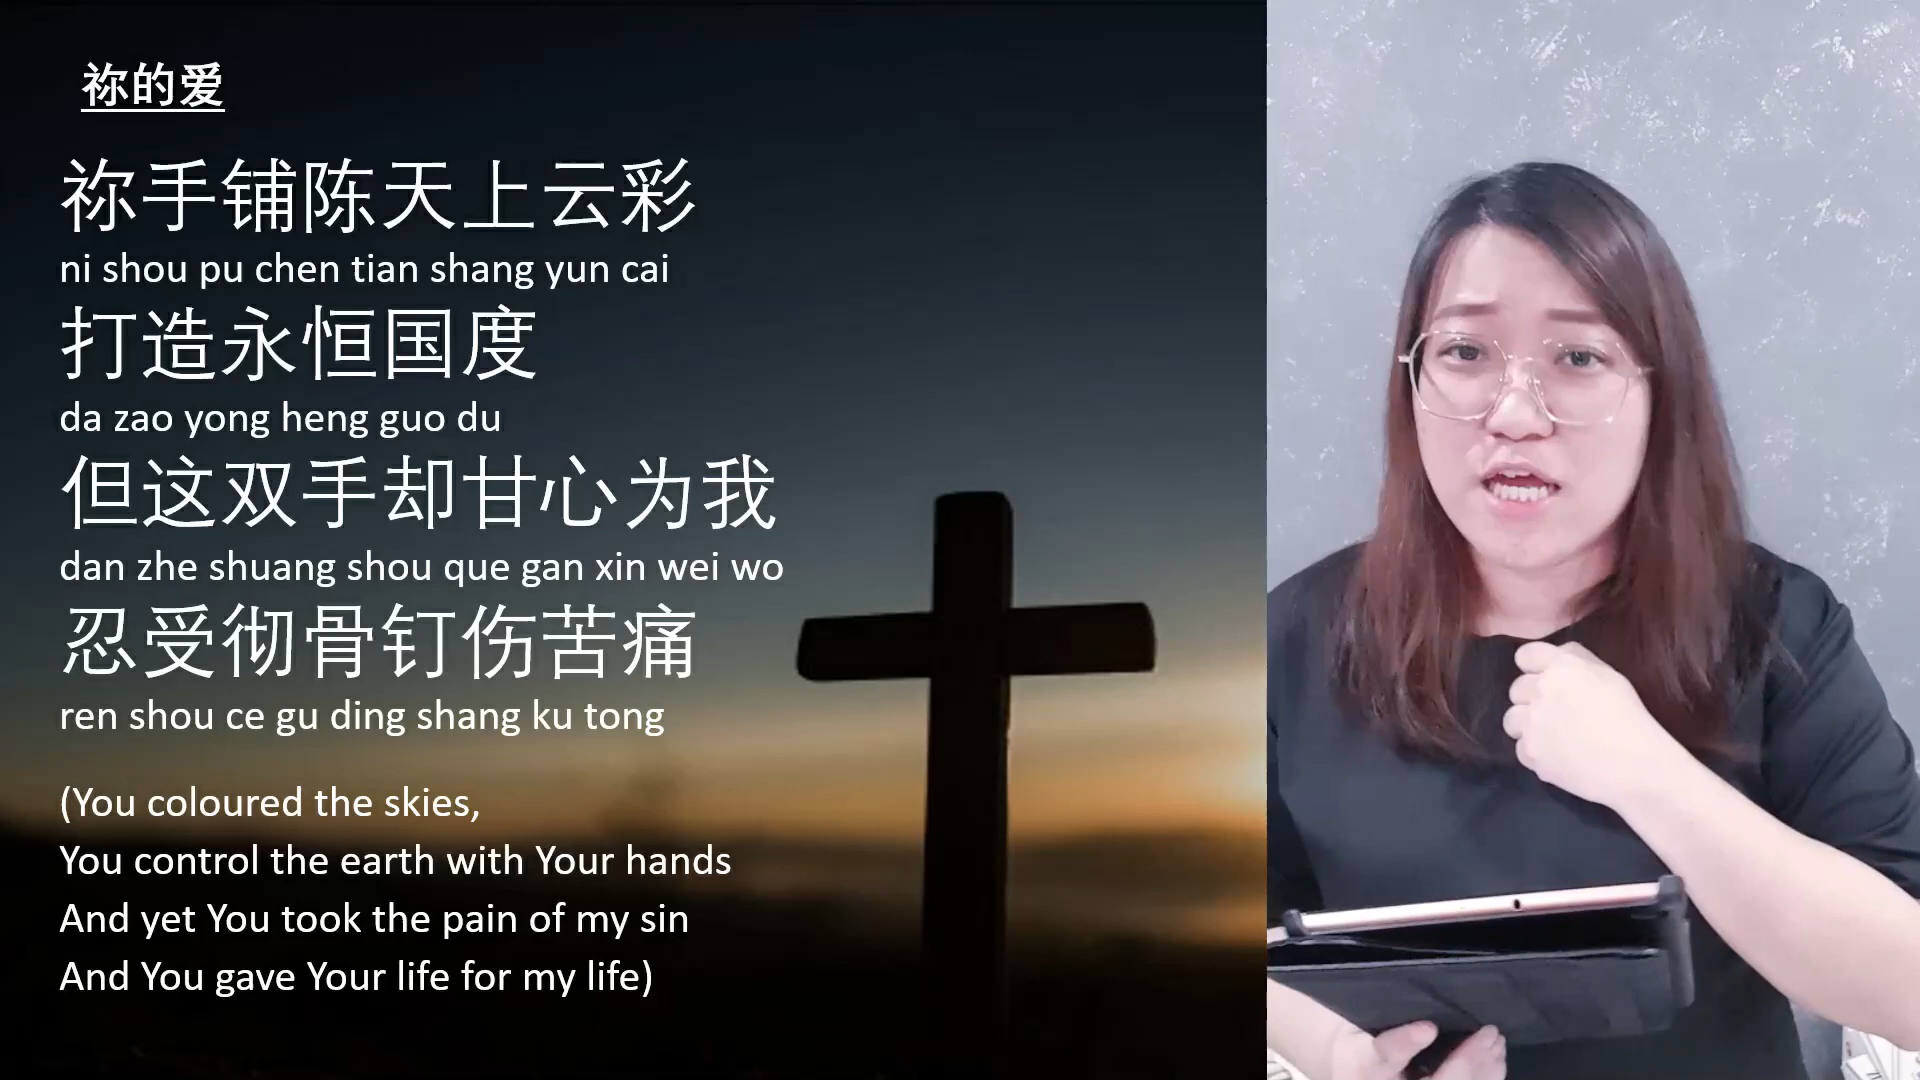 祢的爱
祢手铺陈天上云彩
ni shou pu chen tian shang yun cai
打造永恒国度
da zao yong heng guo du
但这双手却甘心为我
dan zhe shuang shou que gan xin wei wo
忍受彻骨钉伤苦痛
ren shou ce gu ding shang ku tong
(You coloured the skies,
You control the earth with Your hands
And yet You took the pain of my sin
And You gave Your life for my life)